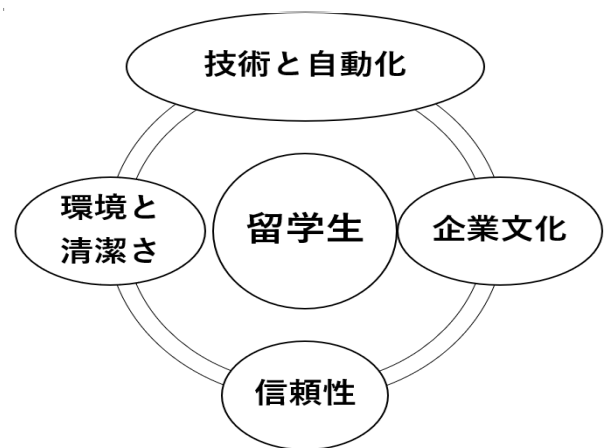 技術と自動化
環境と
清潔さ
留学生
企業文化
信頼性